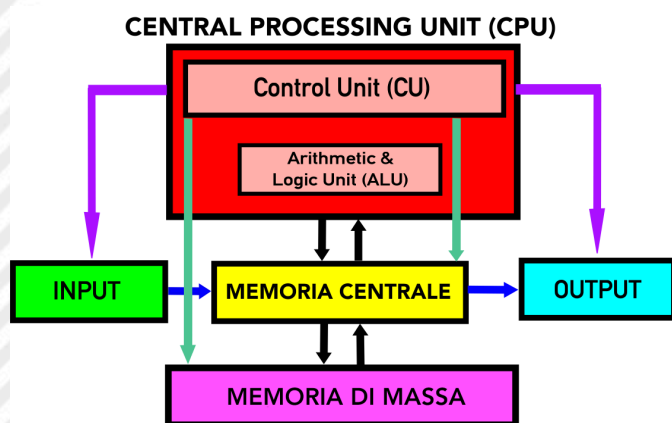 CENTRAL PROCESSING UNIT (CPU)
Control Unit (CU)
Arithmetic &
Logic Unit (ALU)
INPUT
MEMORIA CENTRALE
OUTPUT
MEMORIA DI MASSA